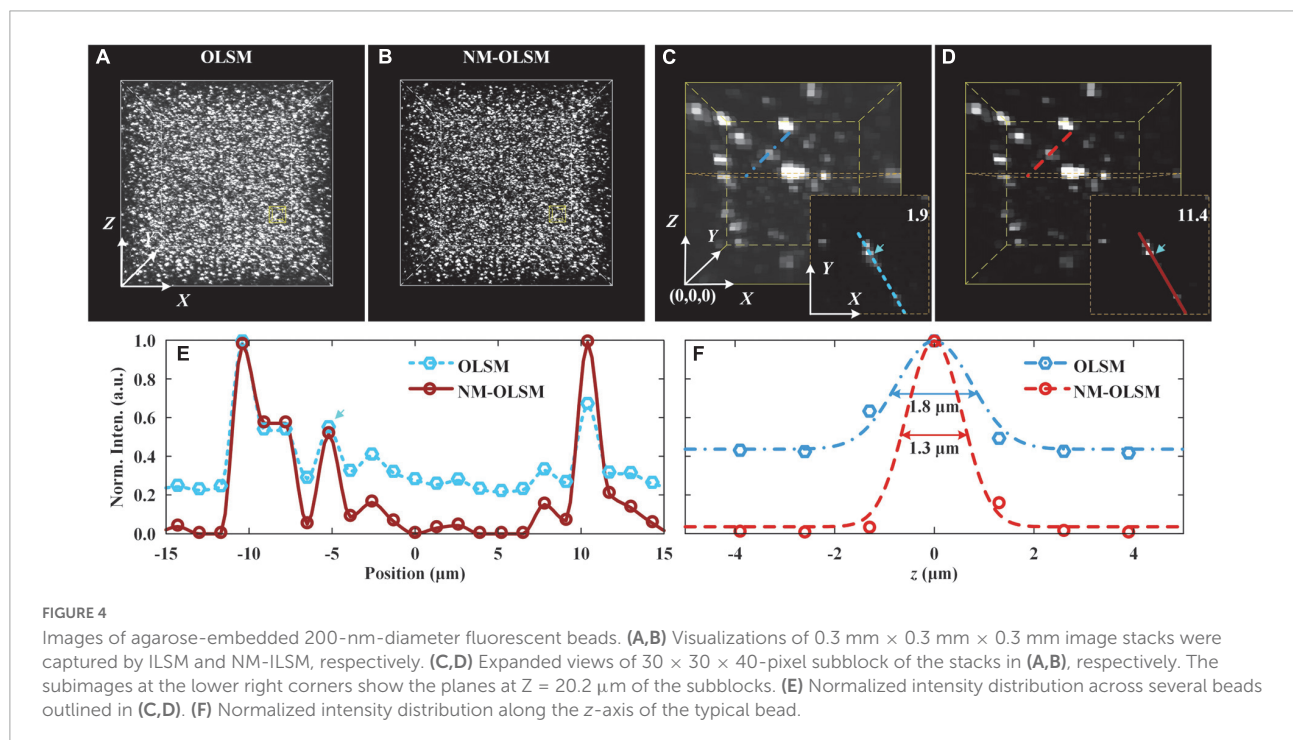 A
OLSM
Z
Y
X
B
NM-OLSM
C
1.9
Z
Y
(0,0,0)
X
Y
X
D
11.4
E
OLSM
NM-OLSM
Norm. Inten. (a.u.)
1.0
0.8
0.6
0.4
0.2
0.0
-15
-10
-5
0
5
10
15
Position (µm)
F
OLSM
NM-OLSM
1.8 µm
1.3 µm
-4
-2
0
2
4
z (µm)
FIGURE 4
Images of agarose-embedded 200-nm-diameter fluorescent beads. (A,B) Visualizations of 0.3 mm × 0.3 mm × 0.3 mm image stacks were
captured by ILSM and NM-ILSM, respectively. (C,D) Expanded views of 30 × 30 × 40-pixel subblock of the stacks in (A,B), respectively. The
subimages at the lower right corners show the planes at Z = 20.2 µm of the subblocks. (E) Normalized intensity distribution across several beads
outlined in (C,D). (F) Normalized intensity distribution along the z-axis of the typical bead.